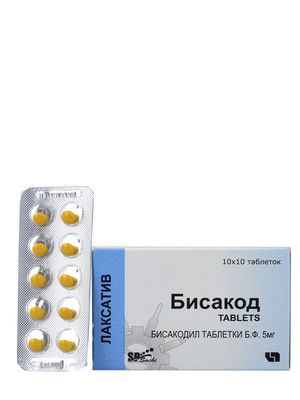 10x10 таблеток
Бисакод
TABLETS
БИСАКОДИЛ ТАБЛЕТКИ Б.Ф. 5мг
ЛАКСАТИВ